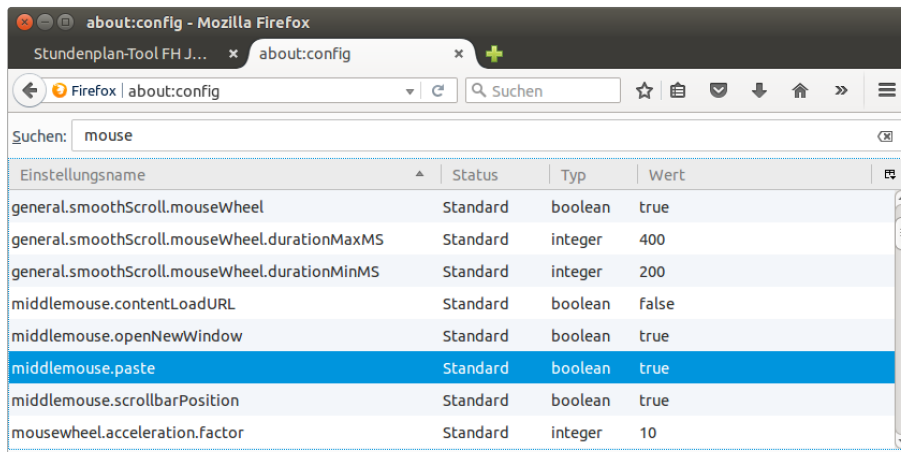 about:config - Mozilla Firefox
Stundenplan-Tool FH J... × about:config ×
Firefox about:config Suchen
Suchen: mouse
Einstellungsname Status Typ Wert
general.smoothScroll.mouseWheel Standard boolean true
general.smoothScroll.mouseWheel.durationMaxMS Standard integer 400
general.smoothScroll.mouseWheel.durationMinMS Standard integer 200
middlemouse.contentLoadURL Standard boolean false
middlemouse.openNewWindow Standard boolean true
middlemouse.paste Standard boolean true
middlemouse.scrollbarPosition Standard boolean true
mousewheel.acceleration.factor Standard integer 10